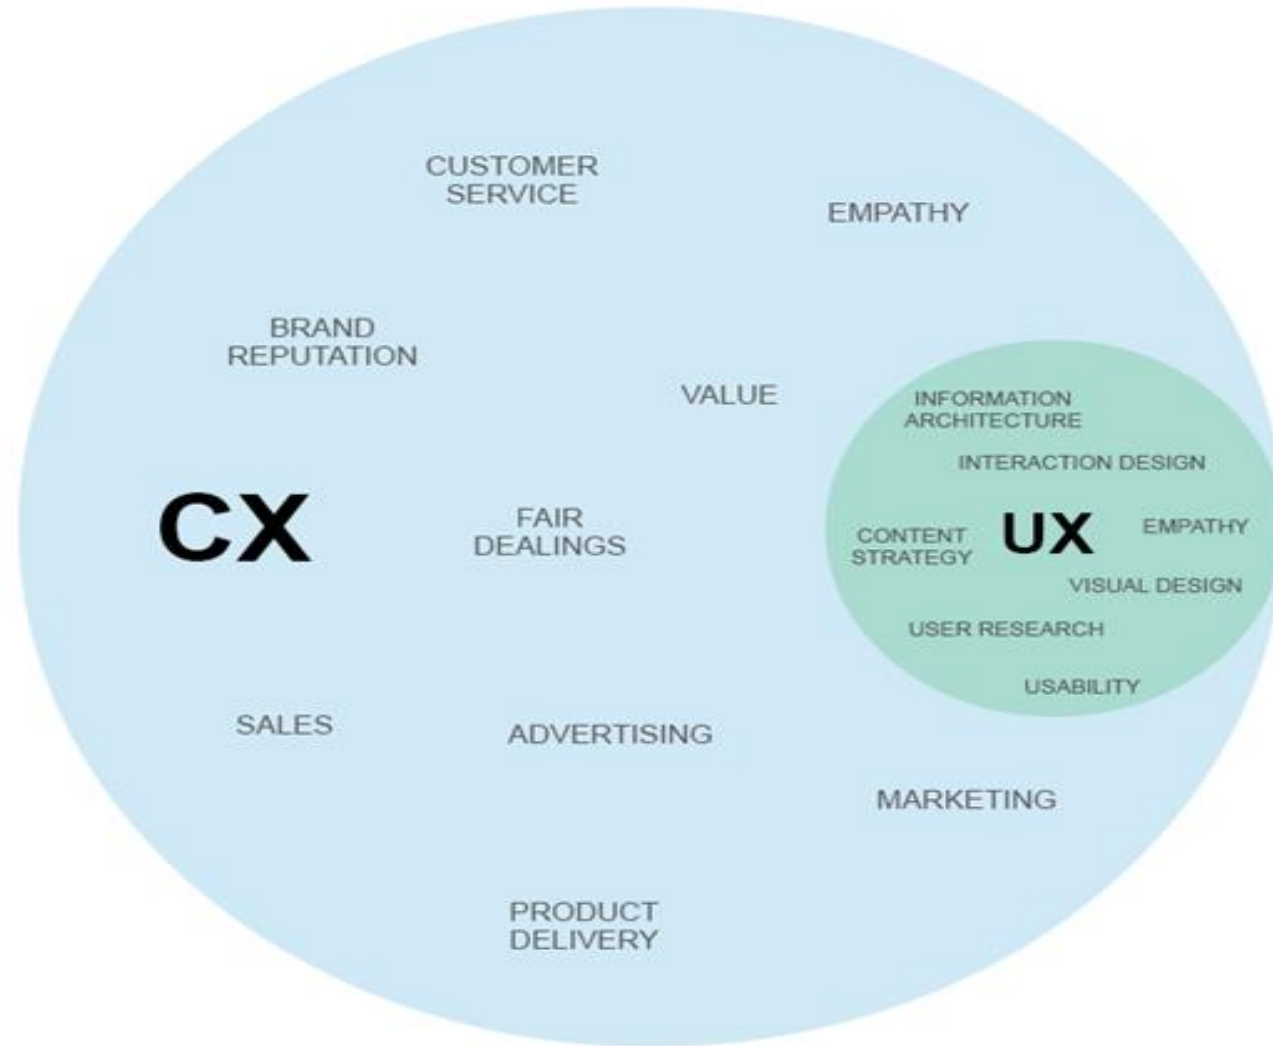 CUSTOMER
SERVICE
EMPATHY
BRAND
REPUTATION
VALUE
INFORMATION
ARCHITECTURE
INTERACTION DESIGN
CX
FAIR
DEALINGS
CONTENT
STRATEGY
UX
EMPATHY
VISUAL DESIGN
USER RESEARCH
USABILITY
SALES
ADVERTISING
MARKETING
PRODUCT
DELIVERY